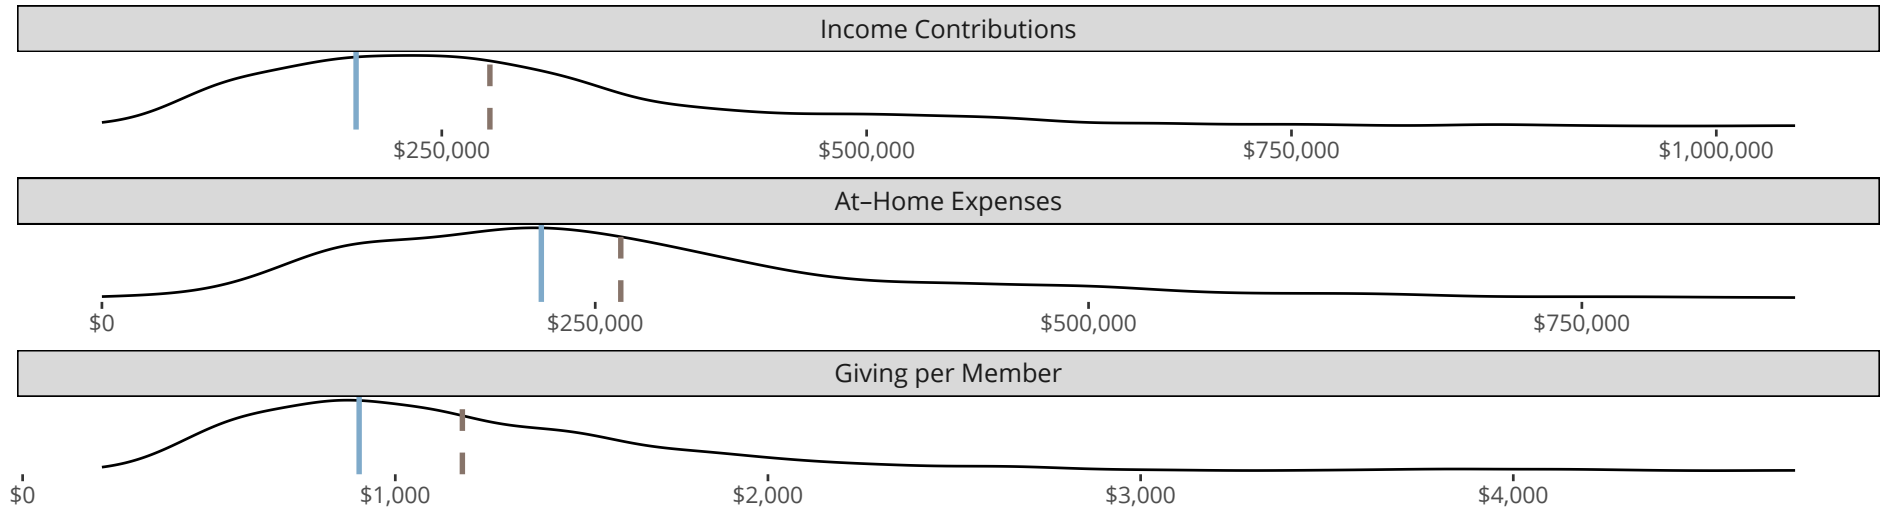 Income Contributions
$250,000 $500,000 $750,000 $1,000,000
At–Home Expenses
$0 $250,000 $500,000 $750,000
Giving per Member
$0 $1,000 $2,000 $3,000 $4,000